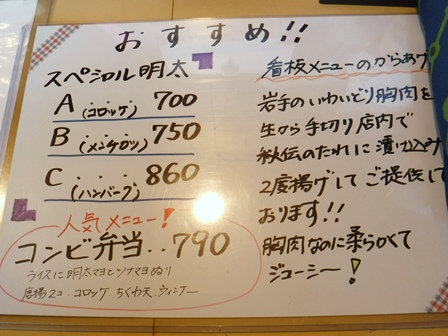 おすすめ!!
スペシャル明太
A(コロッケ) 700
B(メンチカツ) 750
C(ハンバーグ) 860
人気メニュー!
コンビ弁当..790
ライスに明太マヨとツナマヨぬり
唐揚2コ.コロッケ.ちくわ天.ウィンナー
看板メニューのからあげ
岩手のいわいどり胸肉を
生から手切り店内で
秘伝のたれに漬け込み
2度揚げしてご提供して
おります!!
胸肉なのに柔らかくて
ジューシー!